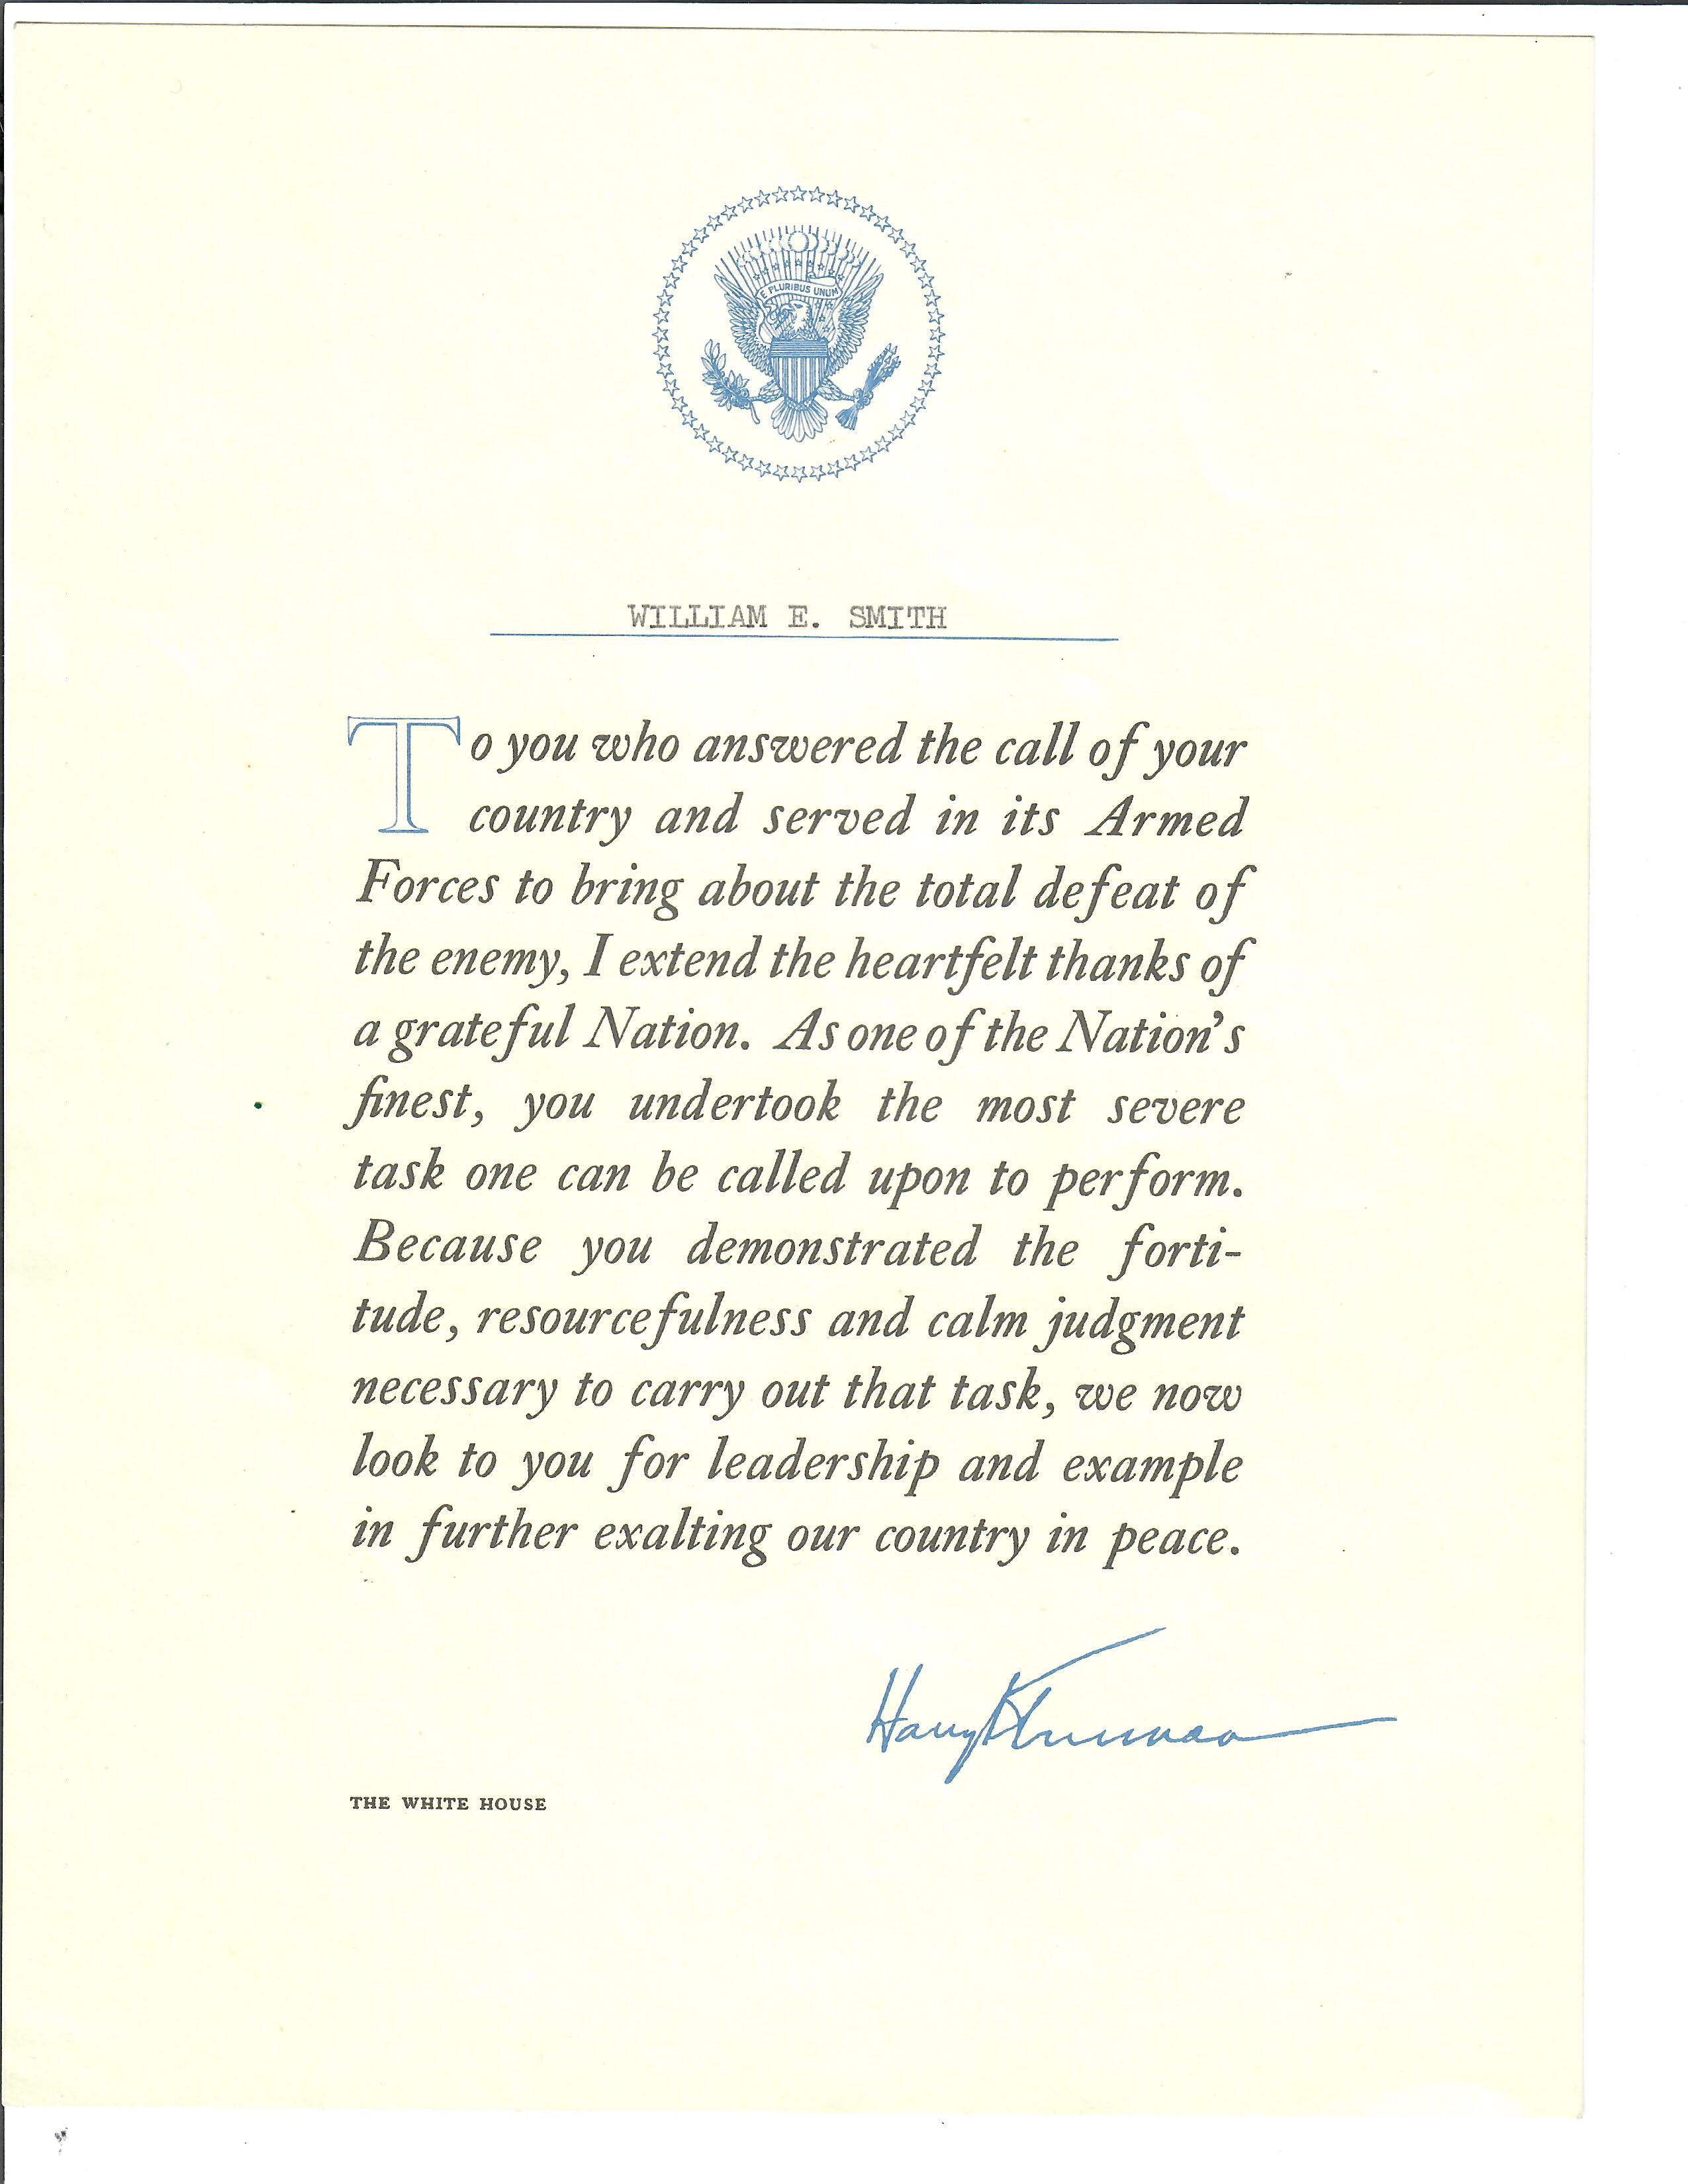 E PLURIBUS UNUM
WILLIAM E. SMITH
To you who answered the call of your
country and served in its Armed
Forces to bring about the total defeat of
the enemy, I extend the heartfelt thanks of
a grateful Nation. As one of the Nation's
finest, you undertook the most severe
task one can be called upon to perform.
Because you demonstrated the forti-
tude, resourcefulness and calm judgment
necessary to carry out that task, we now
look to you for leadership and example
in further exalting our country in peace.
Harry S Truman
THE WHITE HOUSE